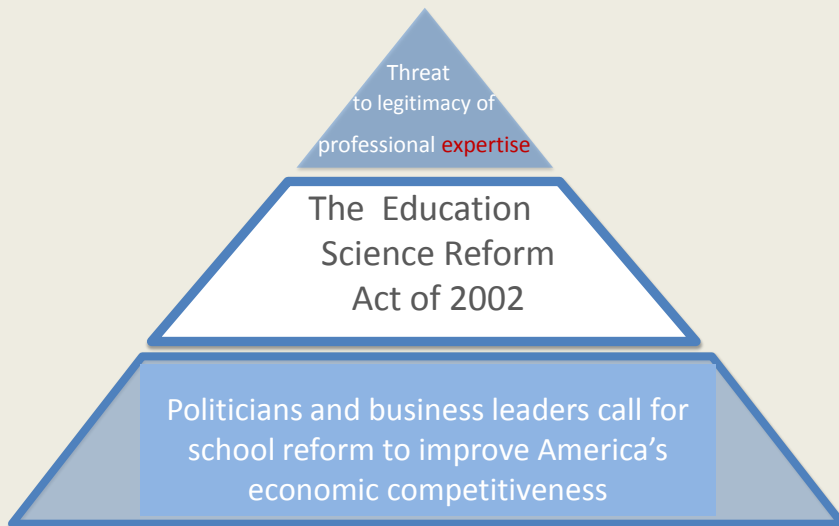 Threat
to legitimacy of
professional expertise
The Education
Science Reform
Act of 2002
Politicians and business leaders call for
school reform to improve America’s
economic competitiveness